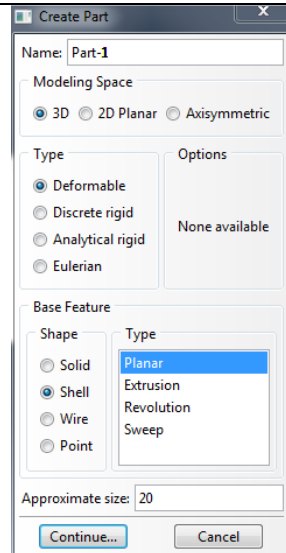 Create Part
X
Name: Part-1
Modeling Space
3D 2D Planar Axisymmetric
Type
Deformable
Discrete rigid
Analytical rigid
Eulerian
Options
None available
Base Feature
Shape
Solid
Shell
Wire
Point
Type
Planar
Extrusion
Revolution
Sweep
Approximate size: 20
Continue... Cancel